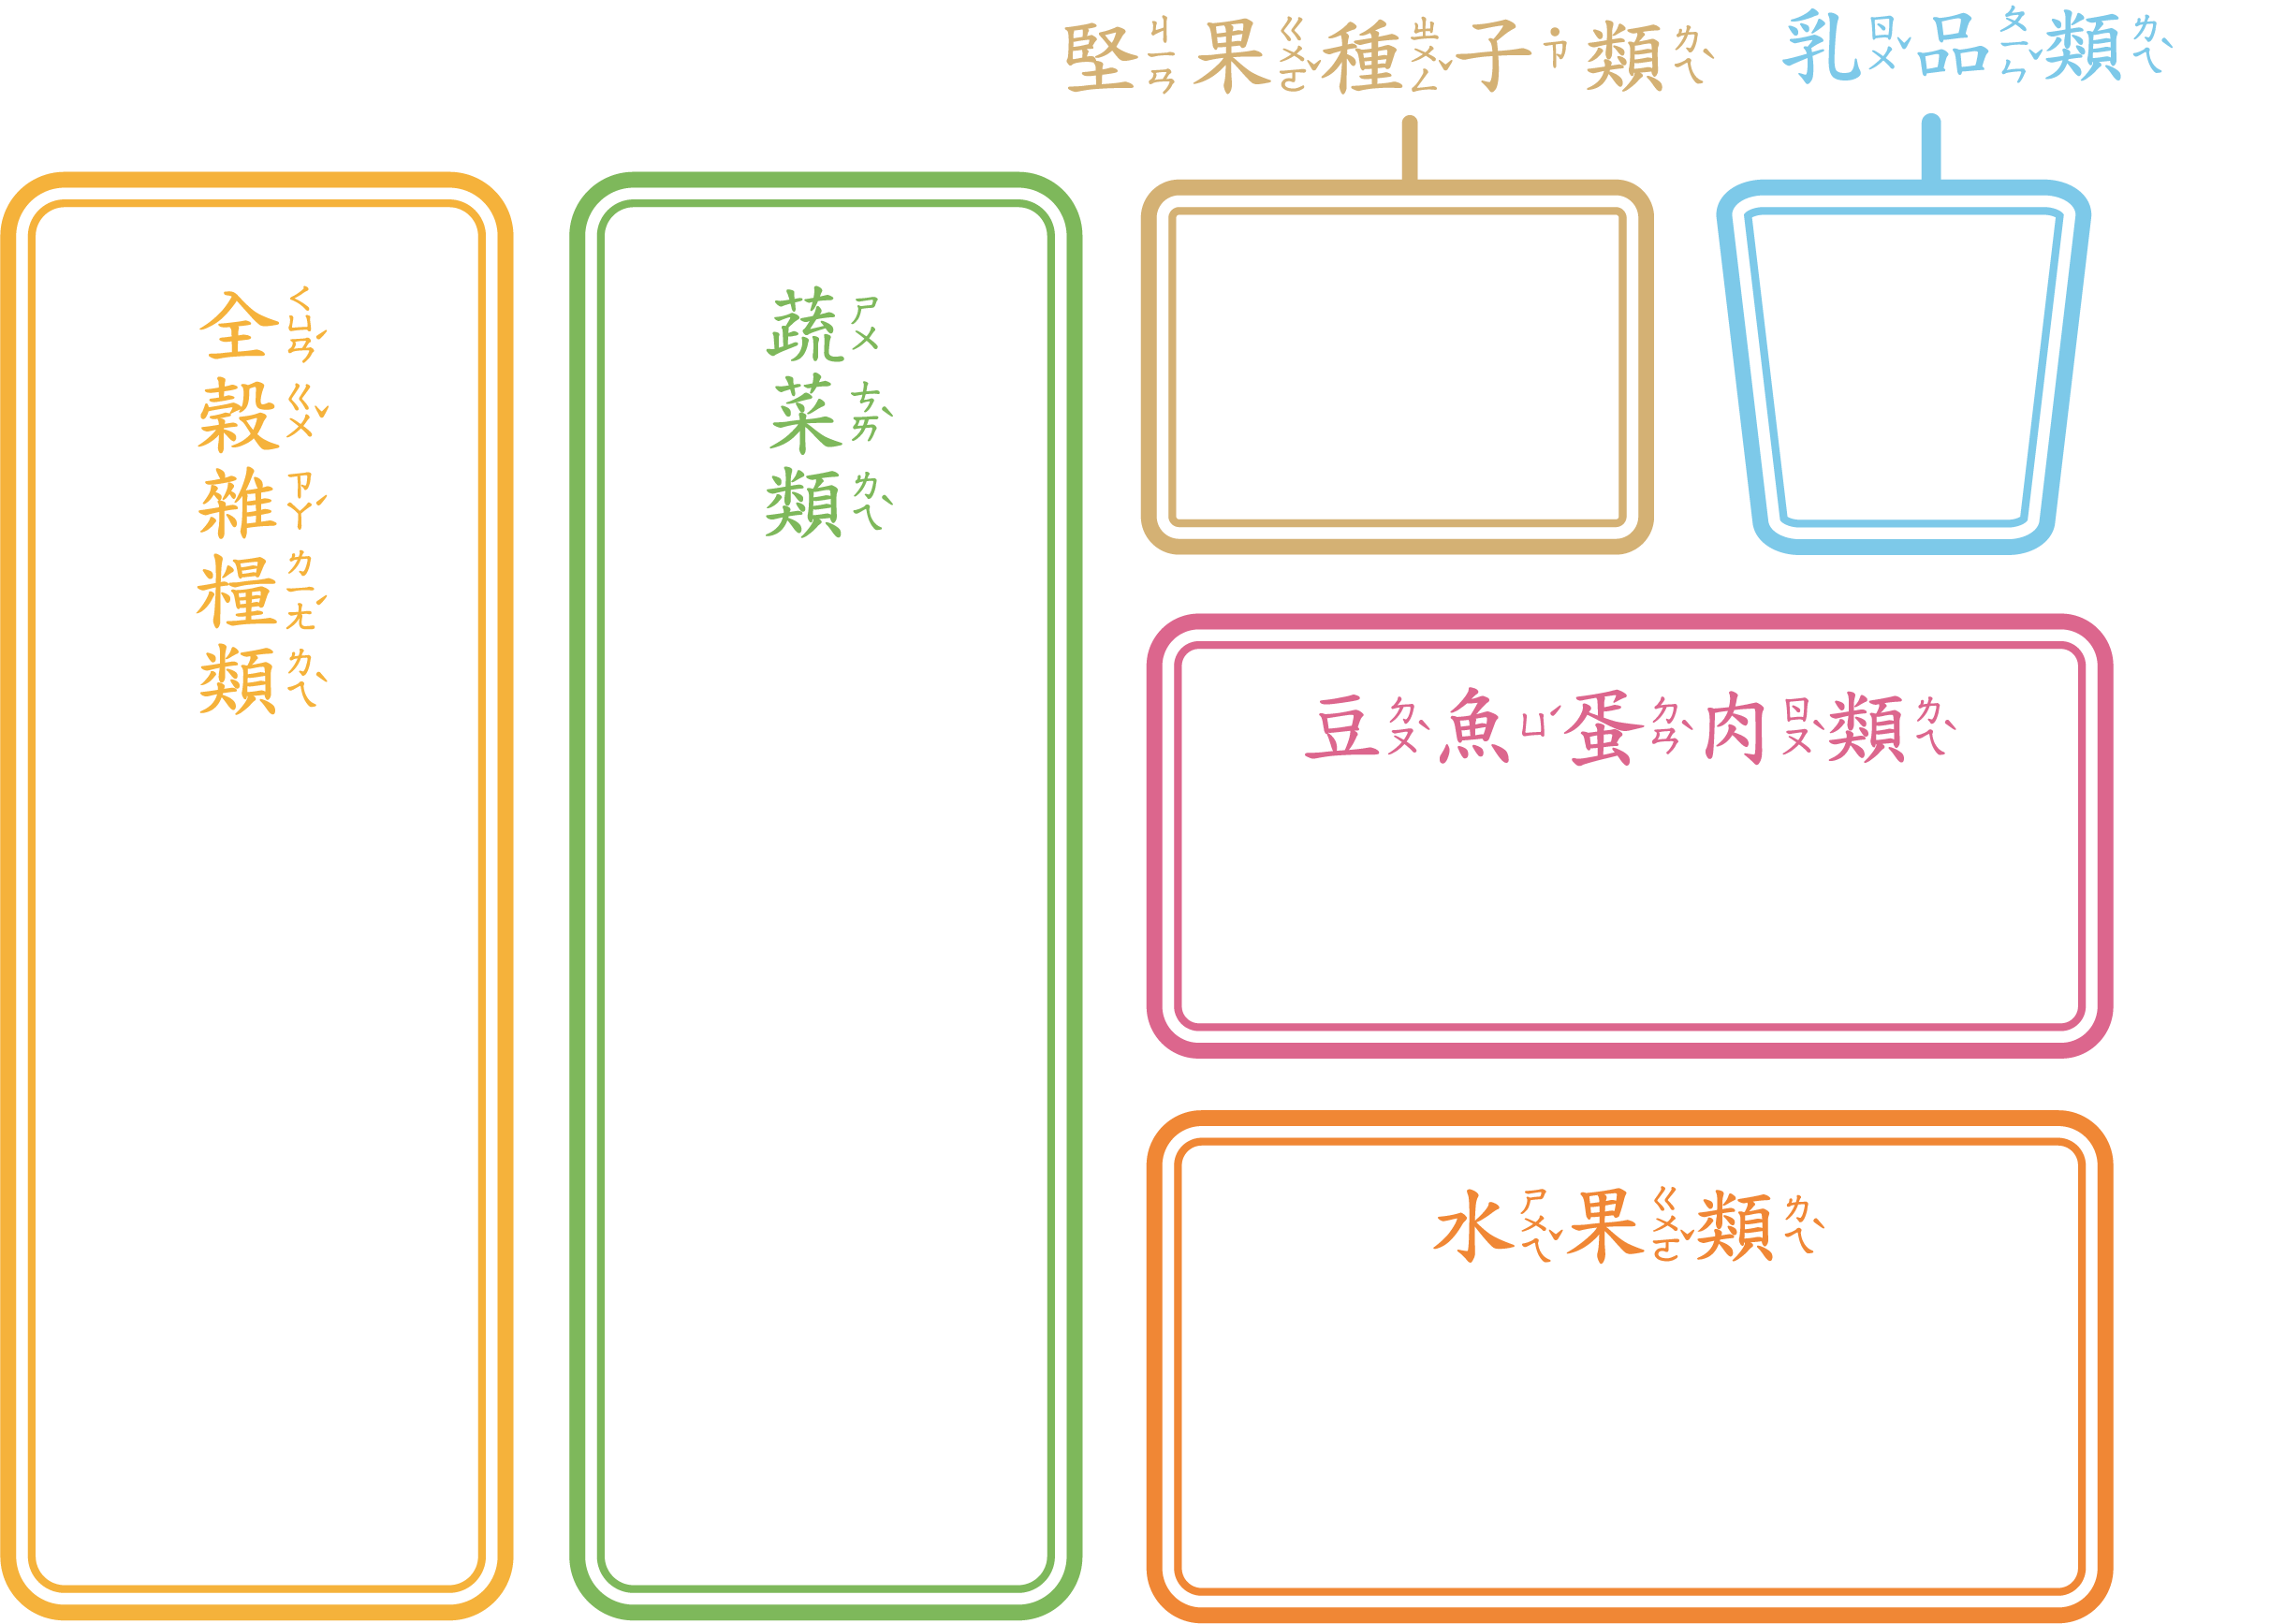 堅ㄐㄧㄢ果ㄍㄨㄛˇ種ㄓㄨㄥˇ子˙ㄗ類ㄌㄟˋ
乳ㄖㄨˇ品ㄆㄧㄣˇ類ㄌㄟˋ
全ㄑㄩㄢˊ穀ㄍㄨˇ雜ㄗㄚˊ糧ㄌㄧㄤˊ類ㄌㄟˋ
蔬ㄕㄨ菜ㄘㄞˋ類ㄌㄟˋ
豆ㄉㄡˋ魚ㄩˊ蛋ㄉㄢˋ肉ㄖㄡˋ類ㄌㄟˋ
水ㄕㄨㄟˇ果ㄍㄨㄛˇ類ㄌㄟˋ